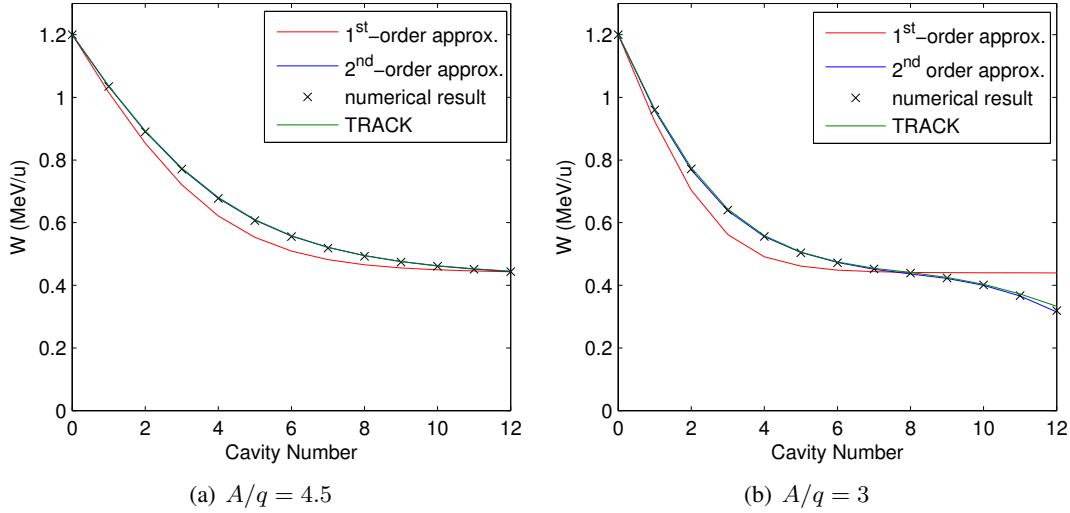 1st−order approx.
2nd−order approx.
numerical result
TRACK
1.2
1
0.8
0.6
0.4
0.2
0
W (MeV/u)
0 2 4 6 8 10 12
Cavity Number
(a) A/q = 4.5
1st−order approx.
2nd order approx.
numerical result
TRACK
1.2
1
0.8
0.6
0.4
0.2
0
W (MeV/u)
0 2 4 6 8 10 12
Cavity Number
(b) A/q = 3